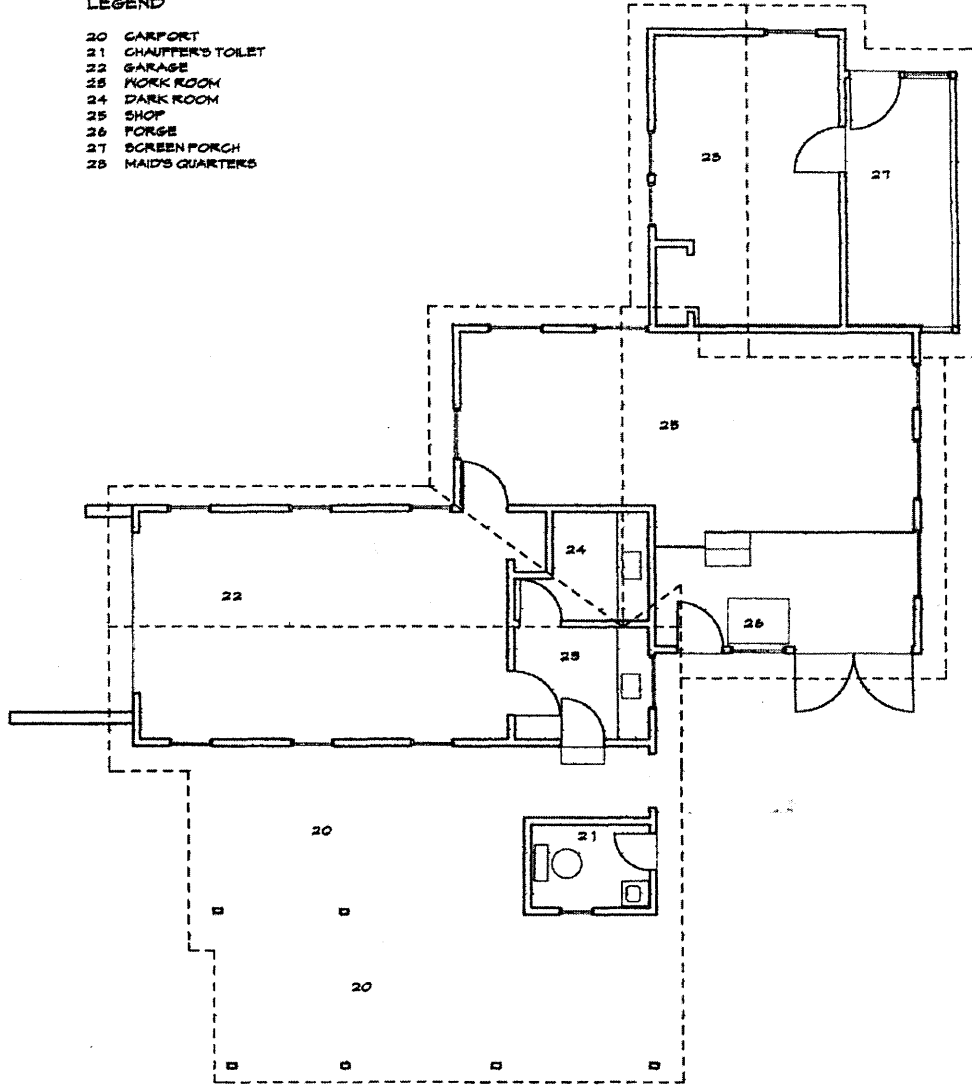 LEGEND
20 CARPORT
21 CHAUFFER'S TOILET
22 GARAGE
23 WORK ROOM
24 DARK ROOM
25 SHOP
26 FORGE
27 SCREEN PORCH
28 MAID'S QUARTERS
28
27
25
24
22
26
23
20
21
20